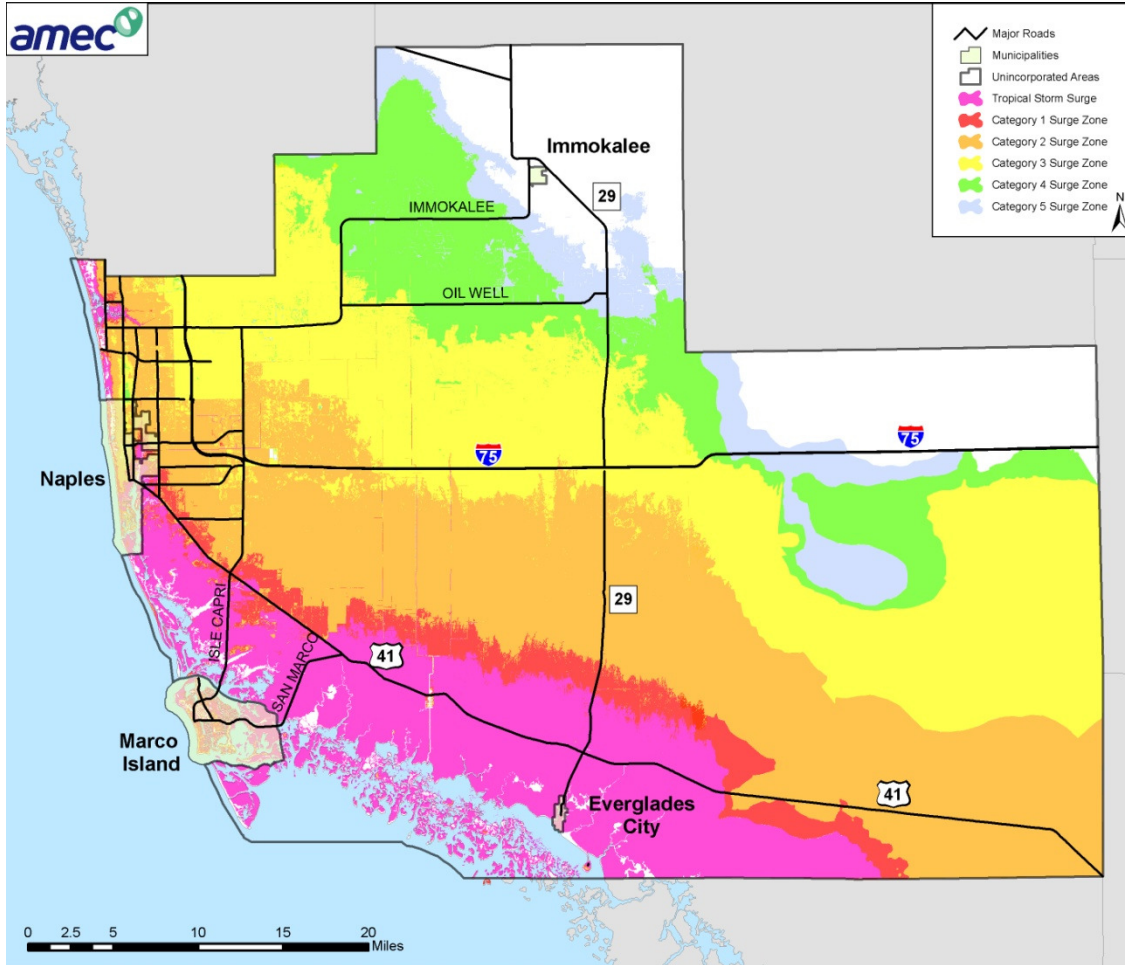 amec
Major Roads
Municipalities
Unincorporated Areas
Tropical Storm Surge
Category 1 Surge Zone
Category 2 Surge Zone
Category 3 Surge Zone
Category 4 Surge Zone
Category 5 Surge Zone
N
Immokalee
29
IMMOKALEE
OIL WELL
75
75
Naples
29
ISLE CAPRI
SAN MARCO
41
Marco
Island
41
Everglades
City
0 2.5 5 10 15 20
Miles